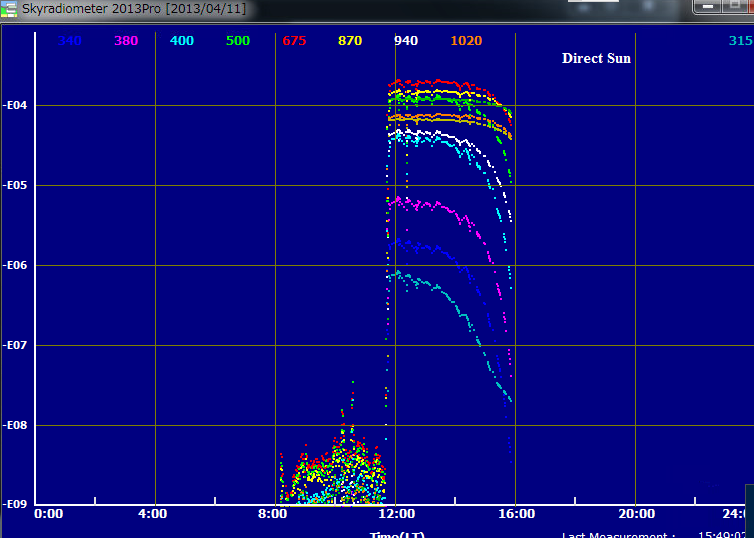 Skyradiometer 2013Pro [2013/04/11]
340 380 400 500 675 870 940 1020 315
Direct Sun
-E04
-E05
-E06
-E07
-E08
-E09
0:00 4:00 8:00 12:00 16:00 20:00 24:0
Time(LT)
Last Measurement : 15:49:02